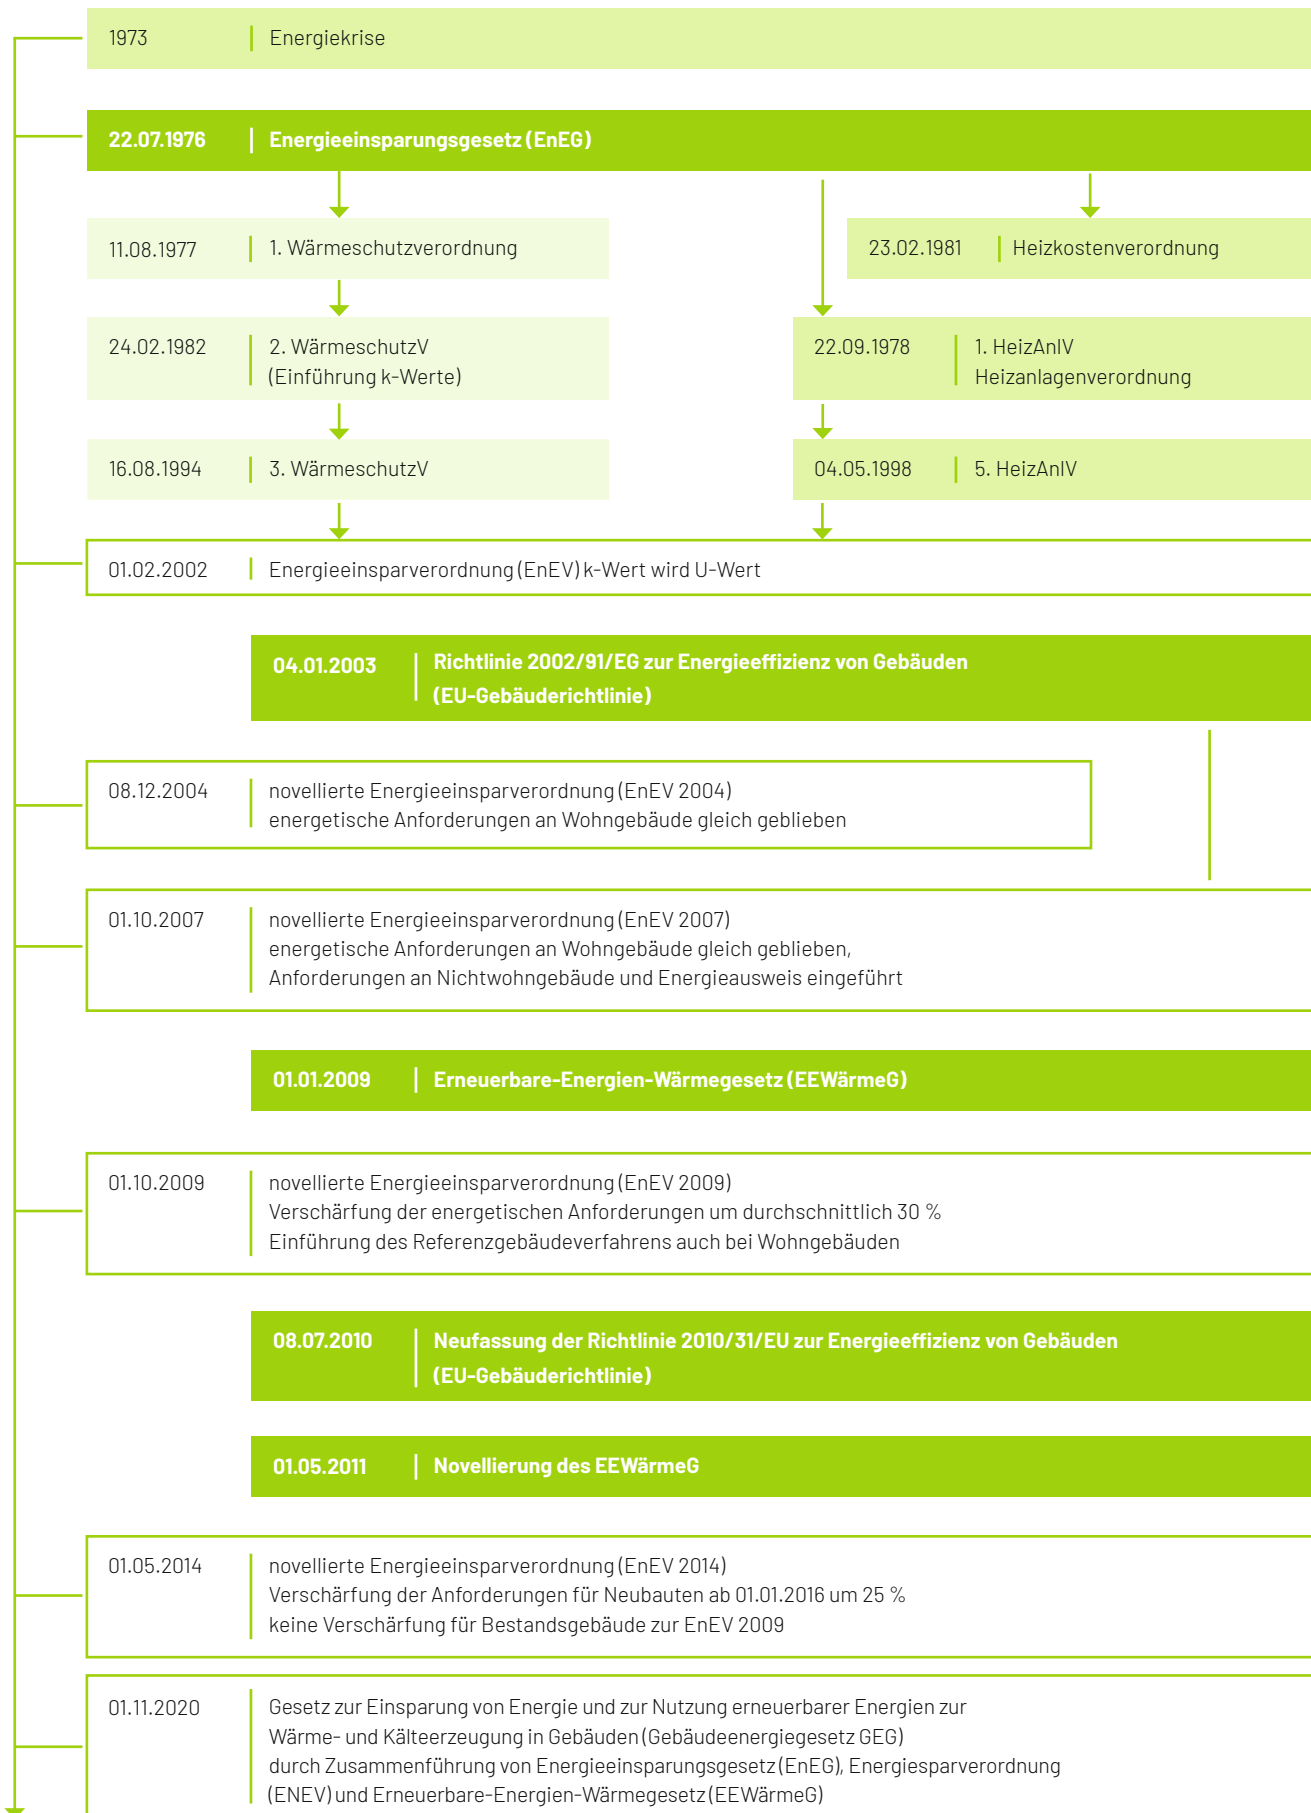 1973 Energiekrise
22.07.1976 Energieeinsparungsgesetz (EnEG)
11.08.1977 1. Wärmeschutzverordnung
23.02.1981 Heizkostenverordnung
24.02.1982 2. WärmeschutzV
(Einführung k-Werte)
22.09.1978 1. HeizAnlV
Heizanlagenverordnung
16.08.1994 3. WärmeschutzV
04.05.1998 5. HeizAnlV
01.02.2002 Energieeinsparverordnung (EnEV) k-Wert wird U-Wert
04.01.2003 Richtlinie 2002/91/EG zur Energieeffizienz von Gebäuden
(EU-Gebäuderichtlinie)
08.12.2004 novellierte Energieeinsparverordnung (EnEV 2004)
energetische Anforderungen an Wohngebäude gleich geblieben
01.10.2007 novellierte Energieeinsparverordnung (EnEV 2007)
energetische Anforderungen an Wohngebäude gleich geblieben,
Anforderungen an Nichtwohngebäude und Energieausweis eingeführt
01.01.2009 Erneuerbare-Energien-Wärmegesetz (EEWärmeG)
01.10.2009 novellierte Energieeinsparverordnung (EnEV 2009)
Verschärfung der energetischen Anforderungen um durchschnittlich 30 %
Einführung des Referenzgebäudeverfahrens auch bei Wohngebäuden
08.07.2010 Neufassung der Richtlinie 2010/31/EU zur Energieeffizienz von Gebäuden
(EU-Gebäuderichtlinie)
01.05.2011 Novellierung des EEWärmeG
01.05.2014 novellierte Energieeinsparverordnung (EnEV 2014)
Verschärfung der Anforderungen für Neubauten ab 01.01.2016 um 25 %
keine Verschärfung für Bestandsgebäude zur EnEV 2009
01.11.2020 Gesetz zur Einsparung von Energie und zur Nutzung erneuerbarer Energien zur
Wärme- und Kälteerzeugung in Gebäuden (Gebäudeenergiegesetz GEG)
durch Zusammenführung von Energieeinsparungsgesetz (EnEG), Energiesparverordnung
(ENEV) und Erneuerbare-Energien-Wärmegesetz (EEWärmeG)